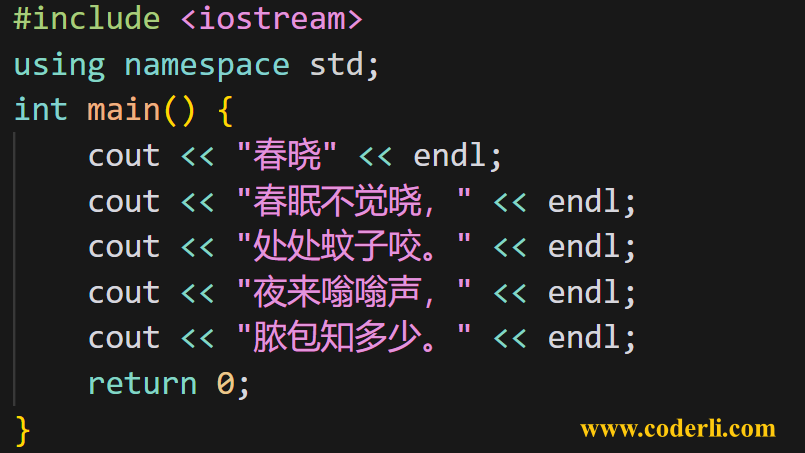 #include <iostream>
using namespace std;
int main() {
    cout << "春晓" << endl;
    cout << "春眠不觉晓，" << endl;
    cout << "处处蚊子咬。" << endl;
    cout << "夜来嗡嗡声，" << endl;
    cout << "脓包知多少。" << endl;
    return 0;
}
www.coderli.com